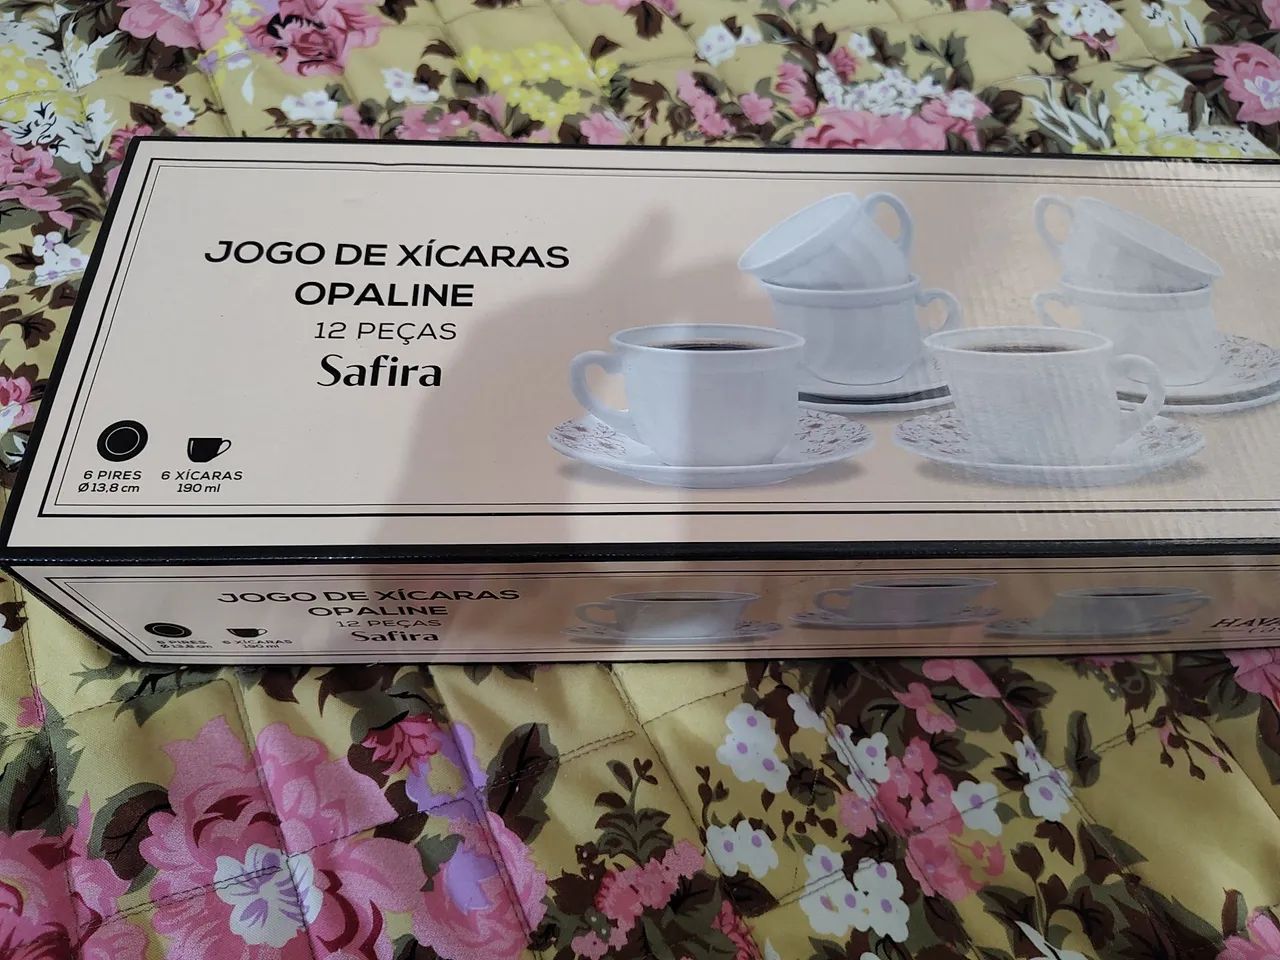 JOGO DE XÍCARAS
OPALINE
12 PEÇAS
Safira
6 PIRES
Ø 13,8 cm
6 XÍCARAS
190 ml
JOGO DE XÍCARAS
OPALINE
12 PEÇAS
Safira
6 PIRES
Ø 13,8 cm
6 XÍCARAS
190 ml